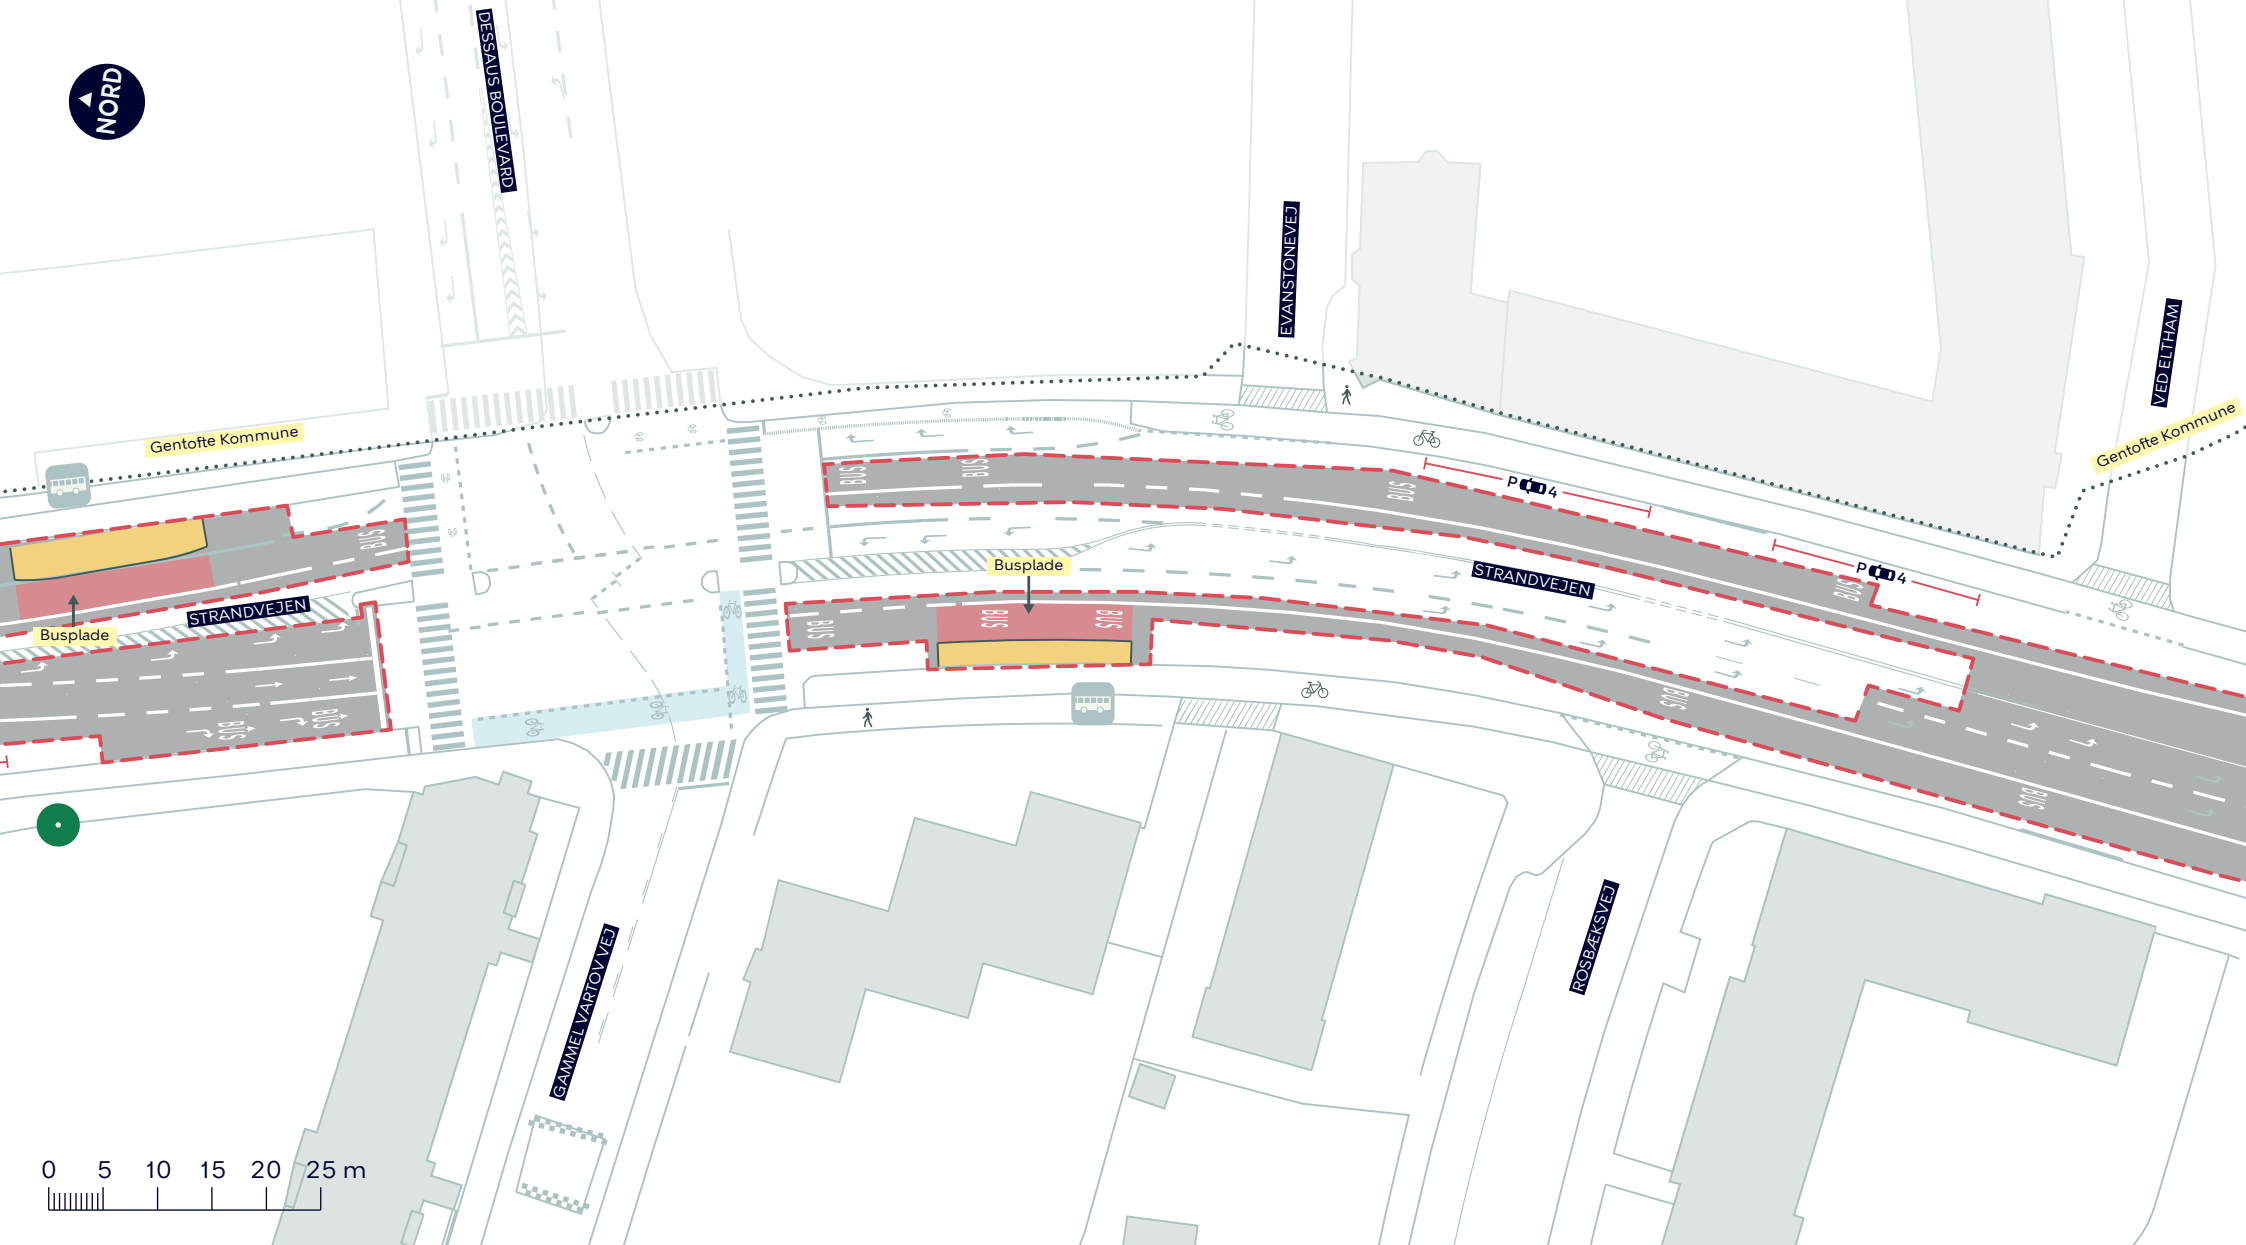 NORD
DESSAUS BOULEVARD
EVANSTONEVEJ
VED ELTHAM
Gentofte Kommune
Gentofte Kommune
BUS
BUS
BUS
P 4
BUS
P 4
BUS
Busplade
STRANDVEJEN
STRANDVEJEN
Busplade
BUS
BUS
BUS
BUS
BUS
BUS
BUS
GAMMEL VARTOV VEJ
ROSBÆKSVEJ
0 5 10 15 20 25 m